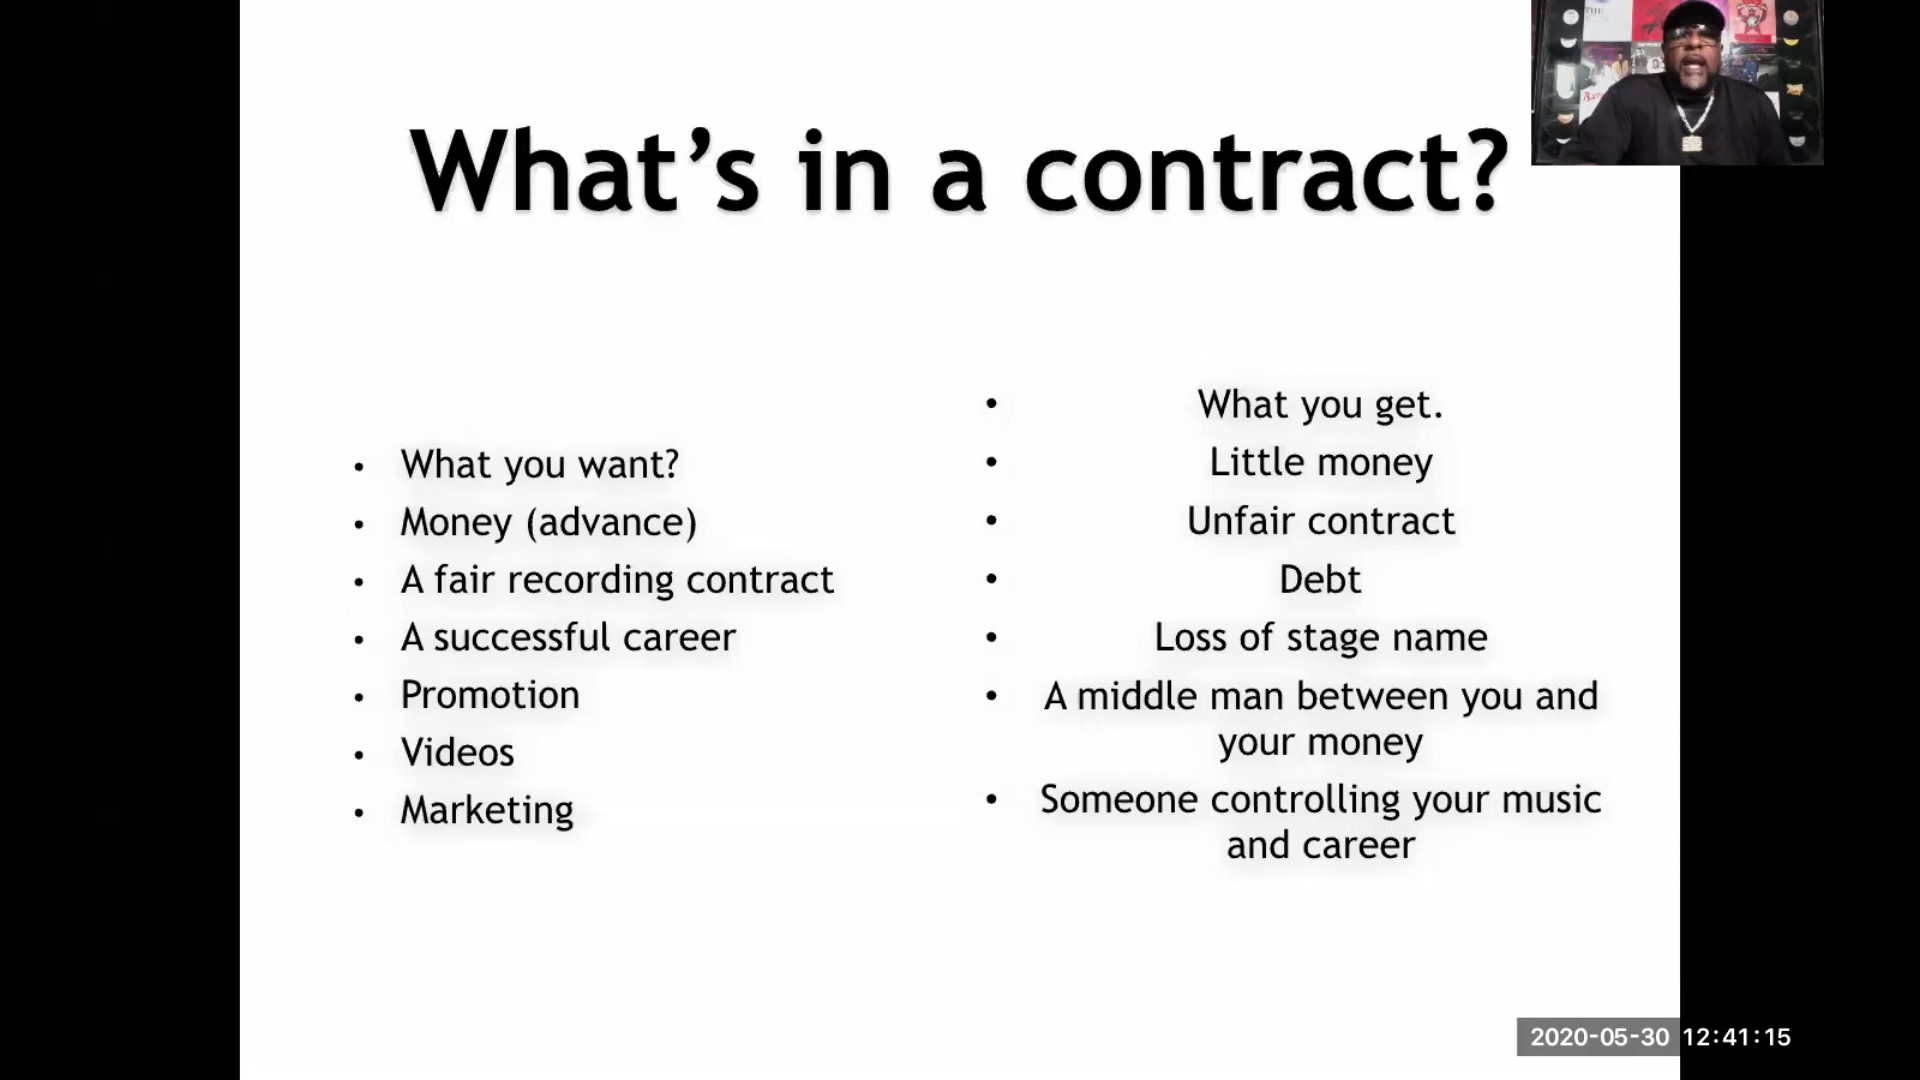 What's in a contract?
What you want?
Money (advance)
A fair recording contract
A successful career
Promotion
Videos
Marketing
What you get.
Little money
Unfair contract
Debt
Loss of stage name
A middle man between you and
your money
Someone controlling your music
and career
2020-05-30 12:41:15